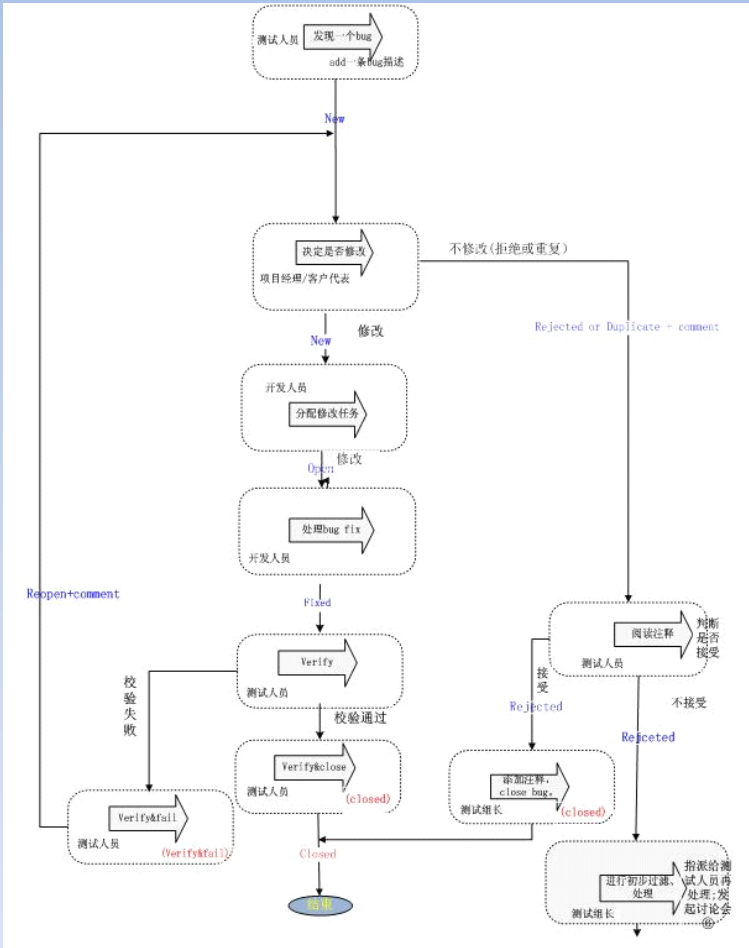 测试人员
发现一个bug
add一条bug描述
New
决定是否修改
项目经理/客户代表
不修改(拒绝或重复)
Rejected or Duplicate + comment
修改
New
开发人员
分配修改任务
修改
Open
处理bug fix
开发人员
Reopen+comment
Fixed
Verify
测试人员
校验失败
校验通过
Verify&close
测试人员
(closed)
Verify&fail
测试人员
(Verify&fail)
Closed
结束
阅读注释
判断
是否
接受
测试人员
接受
Rejected
不接受
Rejceted
添加注释,
close bug。
测试组长
(closed)
进行初步过滤、
处理
测试组长
指派给测
试人员再
处理;发
起讨论会